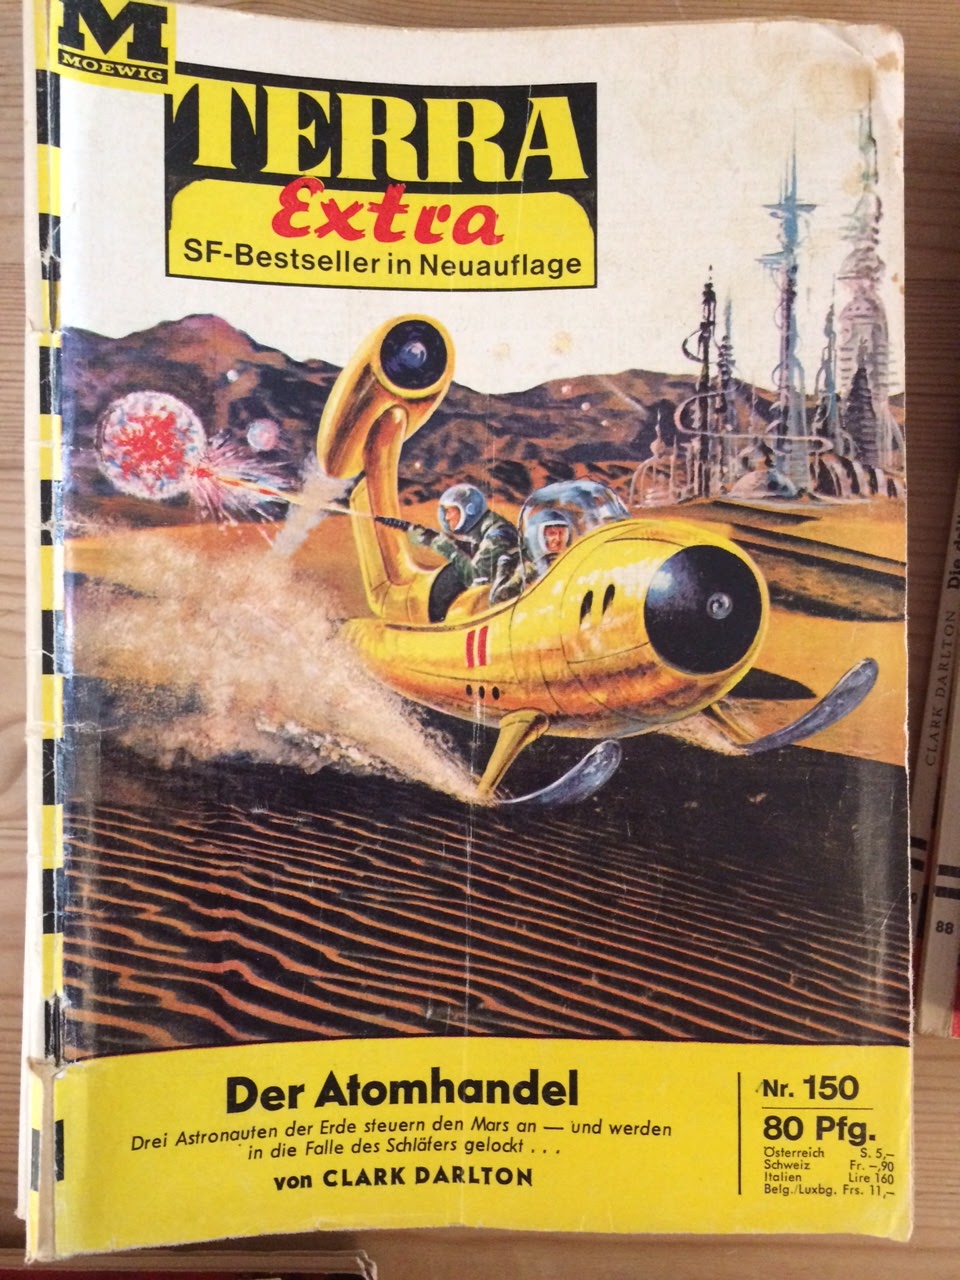 M
MOEWIG
TERRA
Extra
SF-Bestseller in Neuauflage
Der Atomhandel
Drei Astronauten der Erde steuern den Mars an — und werden
in die Falle des Schläfers gelockt . . .
von CLARK DARLTON
Nr. 150
80 Pfg.
Österreich S. 5,–
Schweiz Fr. –,90
Italien Lire 160
Belg./Luxbg. Frs. 11,–
CLARK DARLTON
88